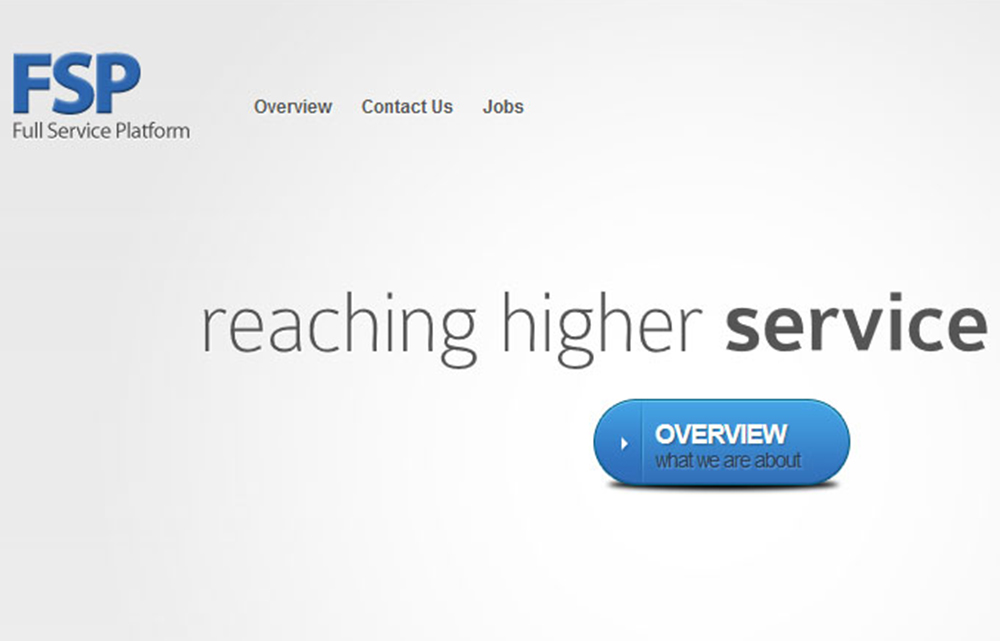 FSP
Full Service Platform
Overview Contact Us Jobs
reaching higher service
OVERVIEW
what we are about